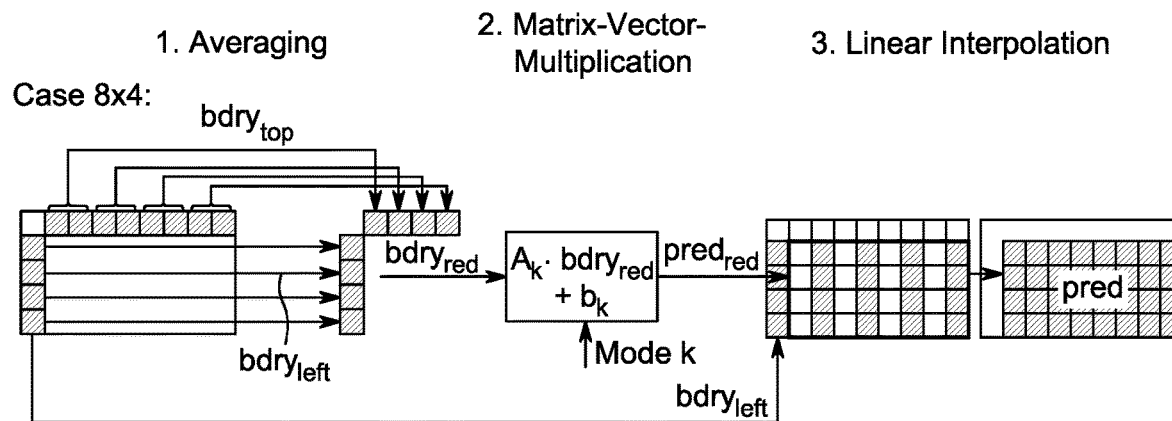 1. Averaging
2. Matrix-Vector-
Multiplication
3. Linear Interpolation
Case 8x4:
bdry_top
bdry_red
A_k · bdry_red
+ b_k
pred_red
pred
bdry_left
Mode k
bdry_left